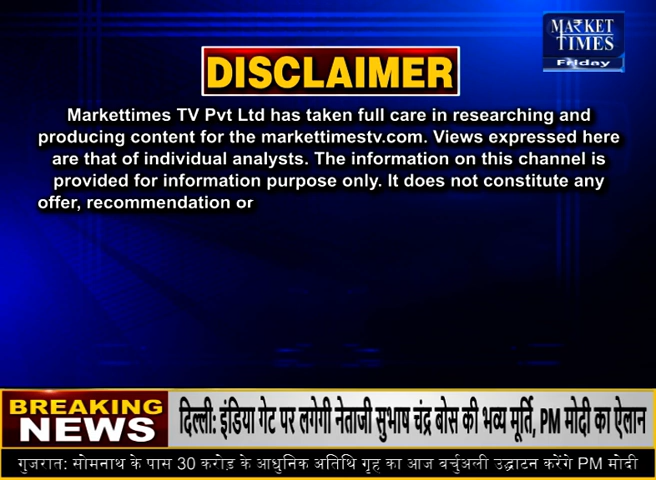 MARKET
TIMES
Friday
DISCLAIMER
Markettimes TV Pvt Ltd has taken full care in researching and
producing content for the markettimestv.com. Views expressed here
are that of individual analysts. The information on this channel is
provided for information purpose only. It does not constitute any
offer, recommendation or
BREAKING
NEWS
दिल्ली: इंडिया गेट पर लगेगी नेताजी सुभाष चंद्र बोस की भव्य मूर्ति, PM मोदी का ऐलान
गुजरात: सोमनाथ के पास 30 करोड़ के आधुनिक अतिथि गृह का आज वर्चुअली उद्घाटन करेंगे PM मोदी